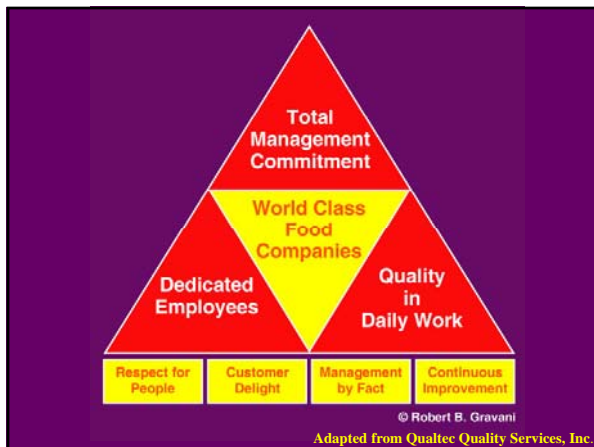 Total
Management
Commitment
World Class
Food
Companies
Dedicated
Employees
Quality
in
Daily Work
Respect for
People
Customer
Delight
Management
by Fact
Continuous
Improvement
© Robert B. Gravani
Adapted from Qualtec Quality Services, Inc.